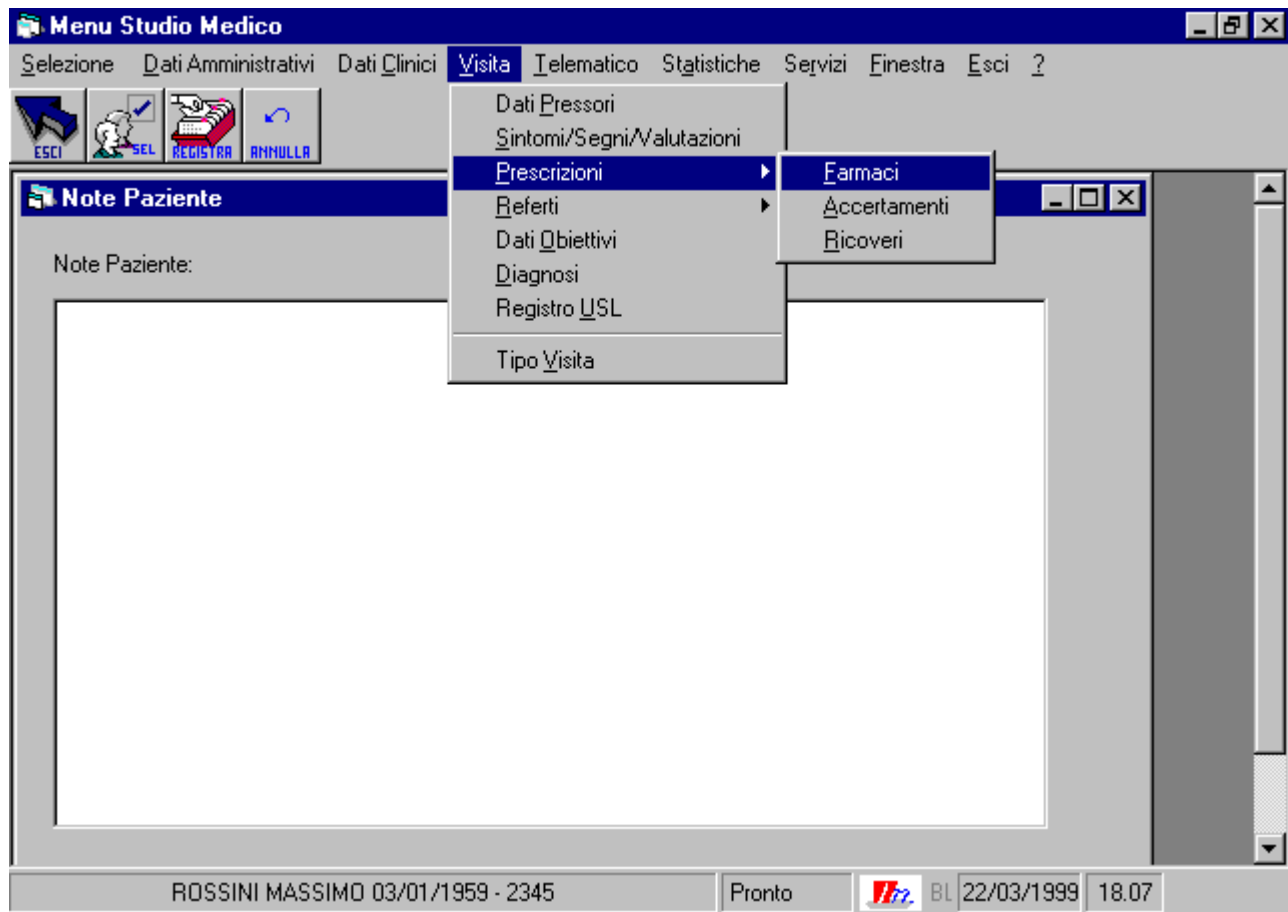 Menu Studio Medico
Selezione Dati Amministrativi Dati Clinici Visita Telematico Statistiche Servizi Finestra Esci ?
ESCI SEL REGISTRA ANNULLA
Dati Pressori
Sintomi/Segni/Valutazioni
Prescrizioni
Referti
Dati Obiettivi
Diagnosi
Registro USL
Tipo Visita
Farmaci
Accertamenti
Ricoveri
Note Paziente
Note Paziente:
ROSSINI MASSIMO 03/01/1959 - 2345 Pronto BL 22/03/1999 18.07